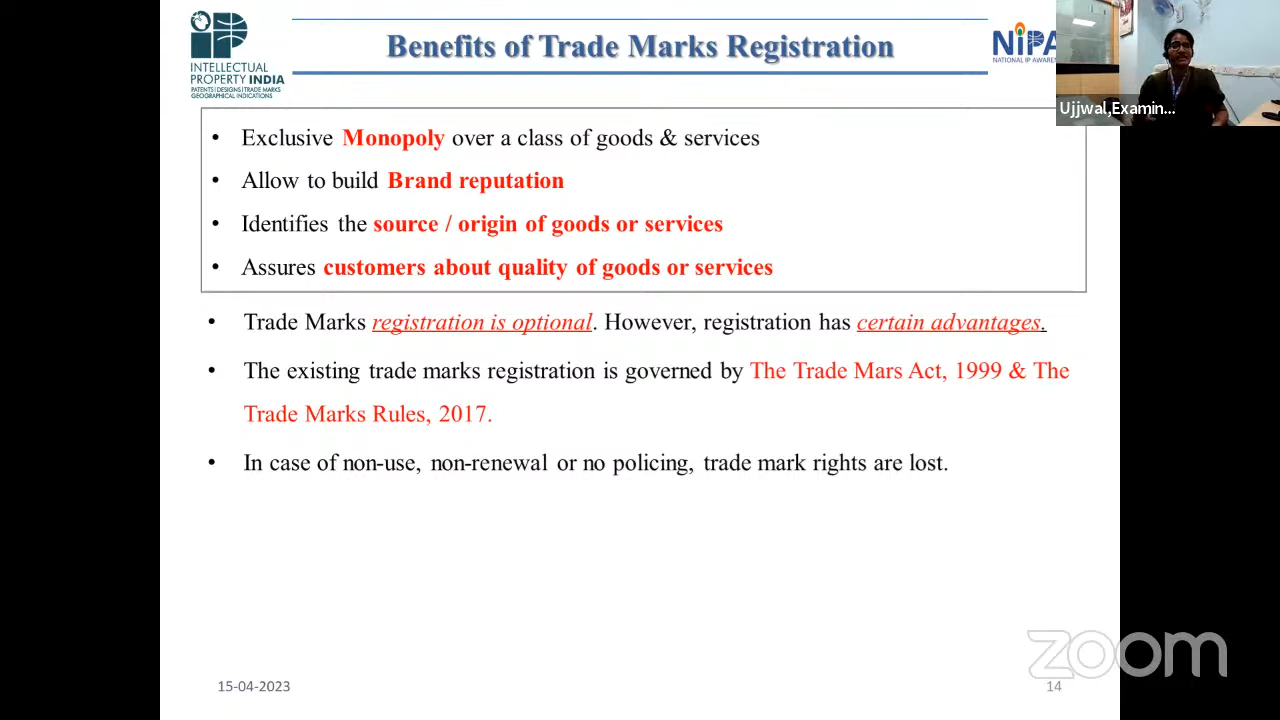 INTELLECTUAL
PROPERTY INDIA
PATENTS | DESIGNS | TRADE MARKS
GEOGRAPHICAL INDICATIONS
Benefits of Trade Marks Registration
NiPA
NATIONAL IP AWAREN
Ujjwal,Examin...
• Exclusive Monopoly over a class of goods & services
• Allow to build Brand reputation
• Identifies the source / origin of goods or services
• Assures customers about quality of goods or services
• Trade Marks registration is optional. However, registration has certain advantages.
• The existing trade marks registration is governed by The Trade Mars Act, 1999 & The
Trade Marks Rules, 2017.
• In case of non-use, non-renewal or no policing, trade mark rights are lost.
zoom
15-04-2023
14